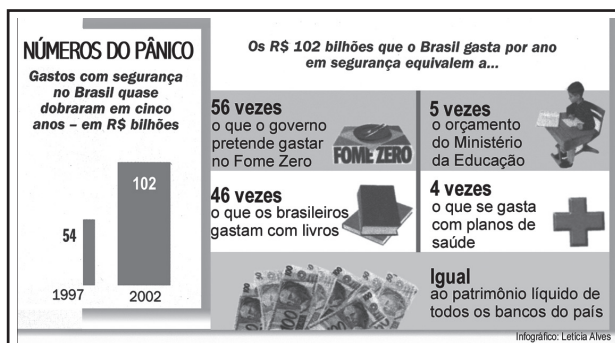 NÚMEROS DO PÂNICO
Gastos com segurança
no Brasil quase
dobraram em cinco
anos – em R$ bilhões
54
102
1997
2002
Os R$ 102 bilhões que o Brasil gasta por ano
em segurança equivalem a...
56 vezes
o que o governo
pretende gastar
no Fome Zero
FOME ZERO
5 vezes
o orçamento
do Ministério
da Educação
46 vezes
o que os brasileiros
gastam com livros
4 vezes
o que se gasta
com planos de
saúde
100
Igual
ao patrimônio líquido de
todos os bancos do país
Infográfico: Letícia Alves